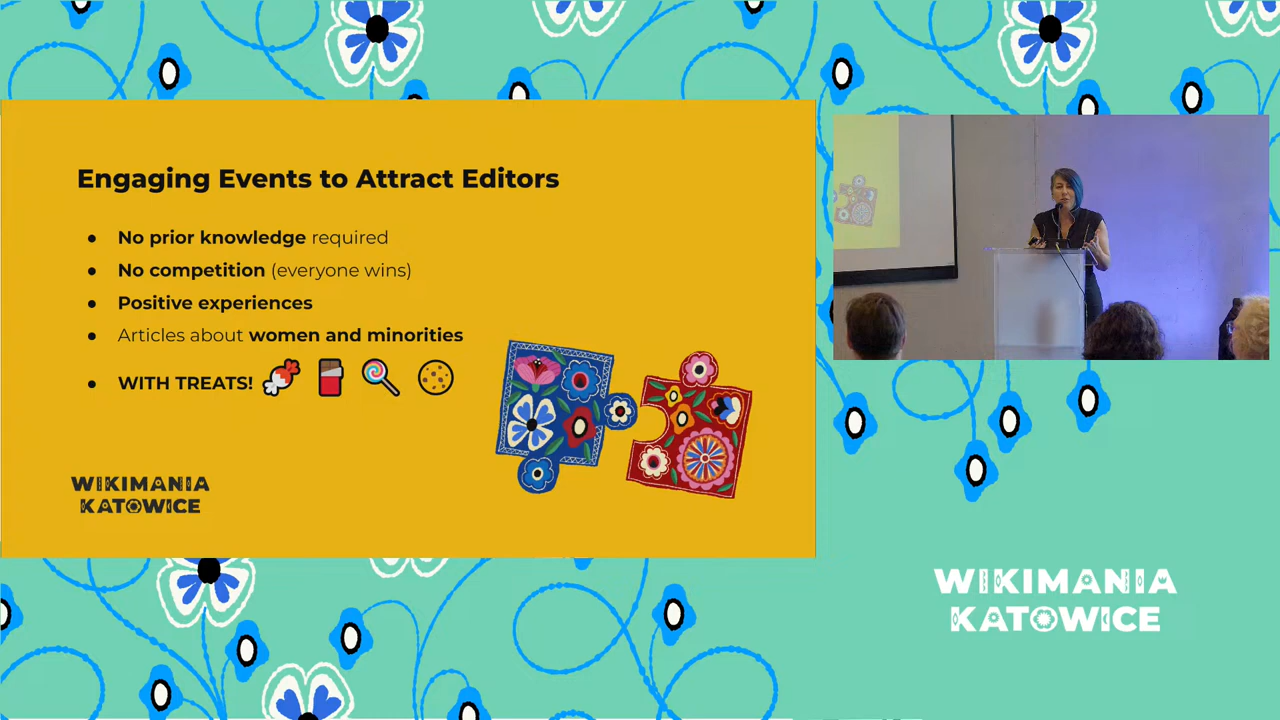 Engaging Events to Attract Editors
● No prior knowledge required
● No competition (everyone wins)
● Positive experiences
● Articles about women and minorities
● WITH TREATS!
WIKIMANIA
KATOWICE
WIKIMANIA
KATOWICE